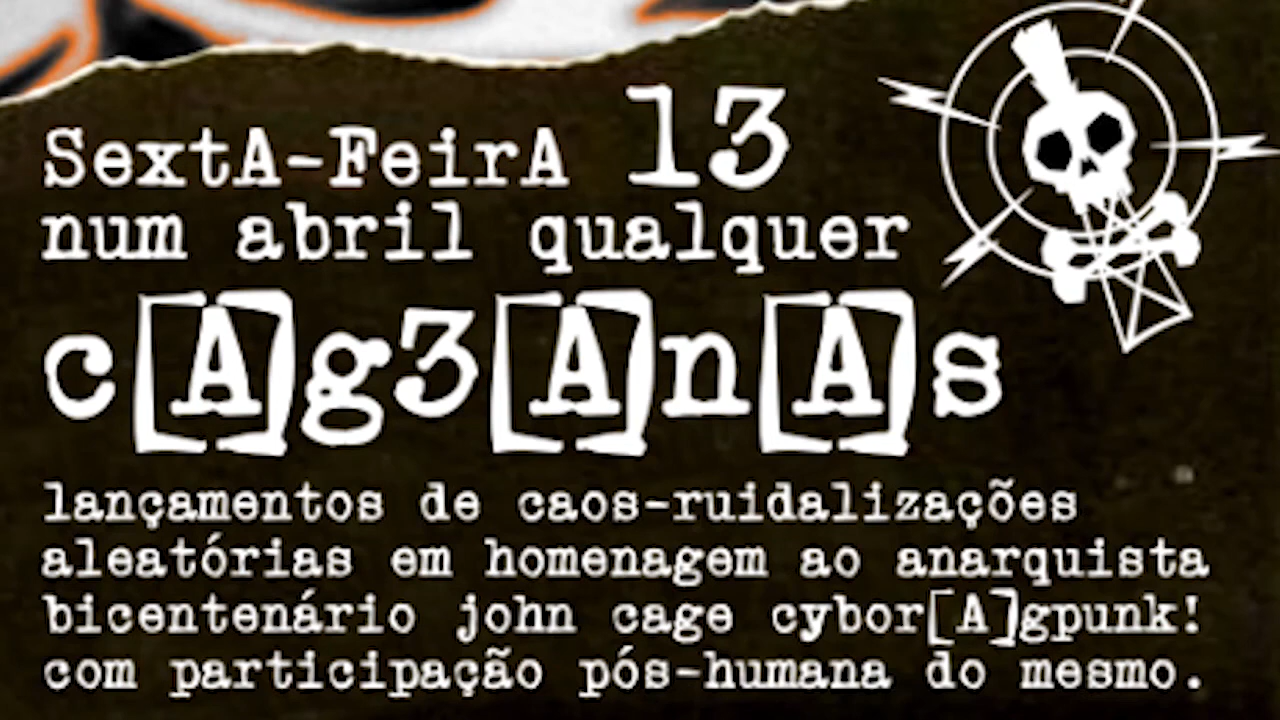 SextA-FeirA 13
num abril qualquer
c[A]g3[A]n[A]s
lançamentos de caos-ruidalizações
aleatórias em homenagem ao anarquista
bicentenário john cage cybor[A]gpunk!
com participação pós-humana do mesmo.